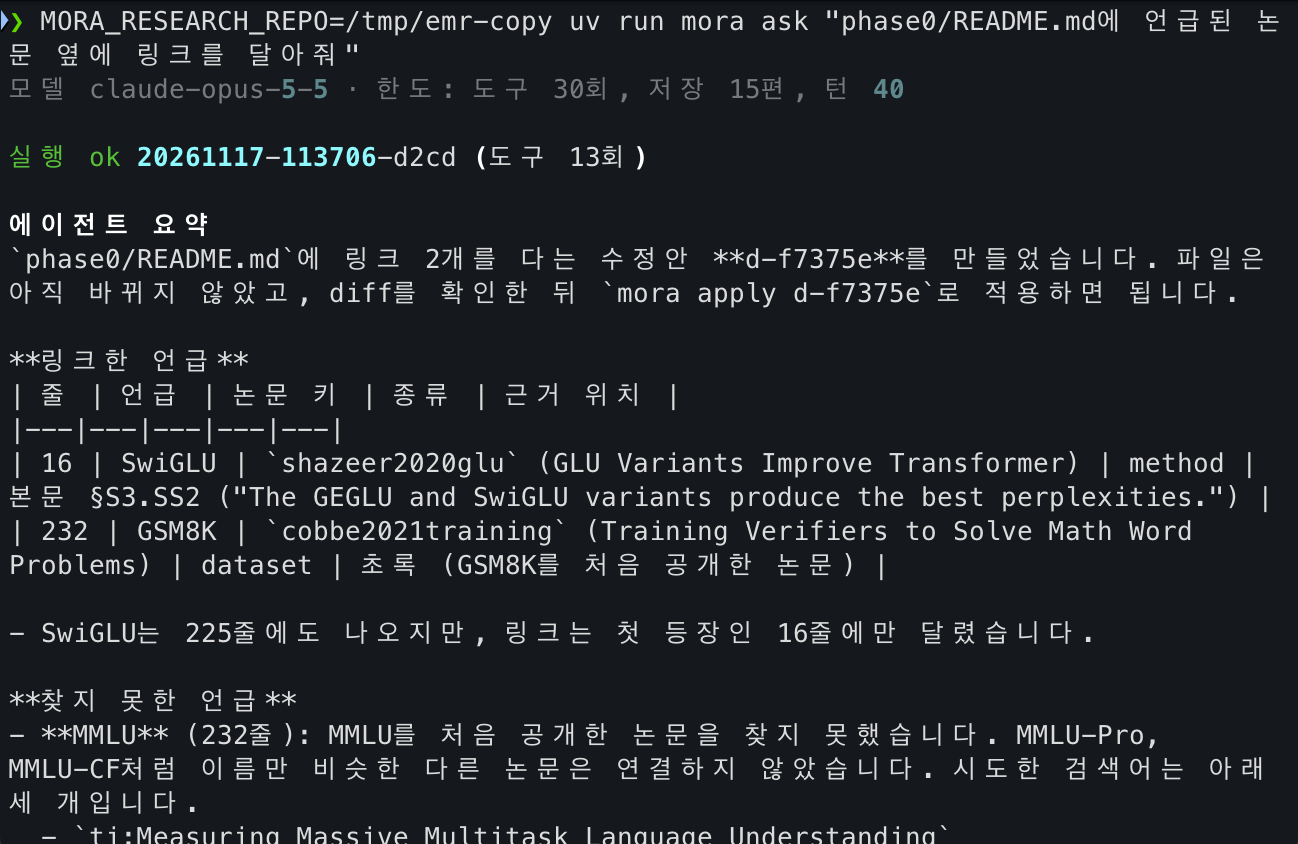 ❯ MORA_RESEARCH_REPO=/tmp/emr-copy uv run mora ask "phase0/README.md에 언급된 논
문 옆에 링크를 달아줘"
모델 claude-opus-5-5 · 한도: 도구 30회, 저장 15편, 턴 40
실행 ok 20261117-113706-d2cd (도구 13회)
에이전트 요약
`phase0/README.md`에 링크 2개를 다는 수정안 **d-f7375e**를 만들었습니다. 파일은
아직 바뀌지 않았고, diff를 확인한 뒤 `mora apply d-f7375e`로 적용하면 됩니다.
**링크한 언급**
| 줄 | 언급 | 논문 키 | 종류 | 근거 위치 |
|---|---|---|---|---|
| 16 | SwiGLU | `shazeer2020glu` (GLU Variants Improve Transformer) | method |
본문 §S3.SS2 ("The GEGLU and SwiGLU variants produce the best perplexities.") |
| 232 | GSM8K | `cobbe2021training` (Training Verifiers to Solve Math Word
Problems) | dataset | 초록 (GSM8K를 처음 공개한 논문) |
- SwiGLU는 225줄에도 나오지만, 링크는 첫 등장인 16줄에만 달렸습니다.
**찾지 못한 언급**
- **MMLU** (232줄): MMLU를 처음 공개한 논문을 찾지 못했습니다. MMLU-Pro,
MMLU-CF처럼 이름만 비슷한 다른 논문은 연결하지 않았습니다. 시도한 검색어는 아래
세 개입니다.
- `ti:Measuring Massive Multitask Language Understanding`